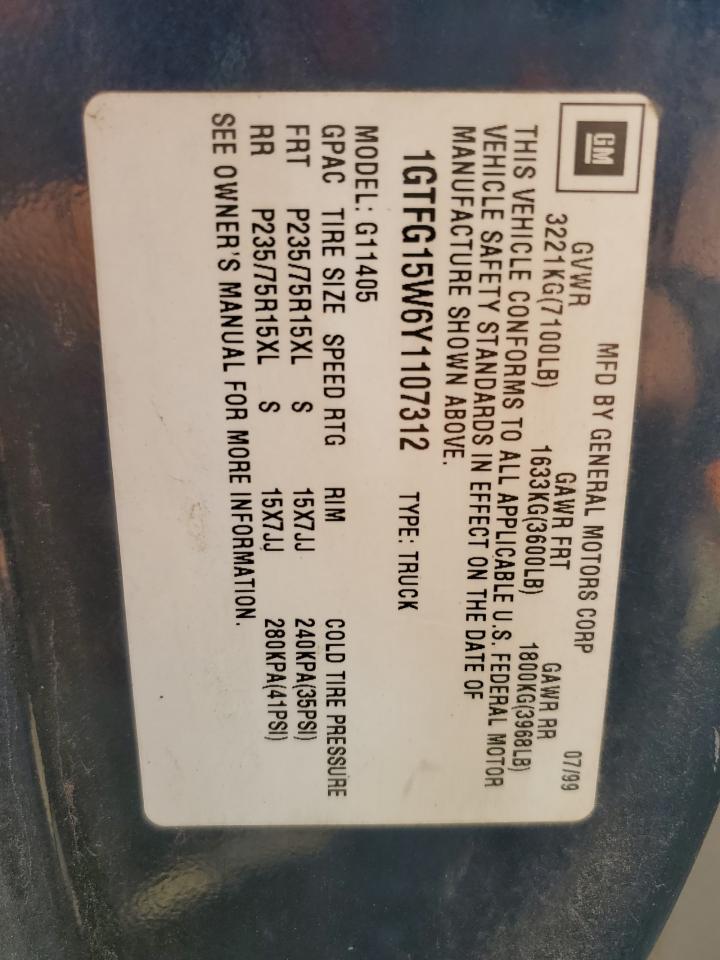 GM
MFD BY GENERAL MOTORS CORP 07/99
GVWR GAWR FRT GAWR RR
3221KG(7100LB) 1633KG(3600LB) 1800KG(3968LB)
THIS VEHICLE CONFORMS TO ALL APPLICABLE U.S. FEDERAL MOTOR
VEHICLE SAFETY STANDARDS IN EFFECT ON THE DATE OF
MANUFACTURE SHOWN ABOVE.
1GTFG15W6Y1107312 TYPE: TRUCK
MODEL: G11405
GPAC TIRE SIZE SPEED RTG RIM COLD TIRE PRESSURE
FRT P235/75R15XL S 15X7JJ 240KPA(35PSI)
RR P235/75R15XL S 15X7JJ 280KPA(41PSI)
SEE OWNER'S MANUAL FOR MORE INFORMATION.